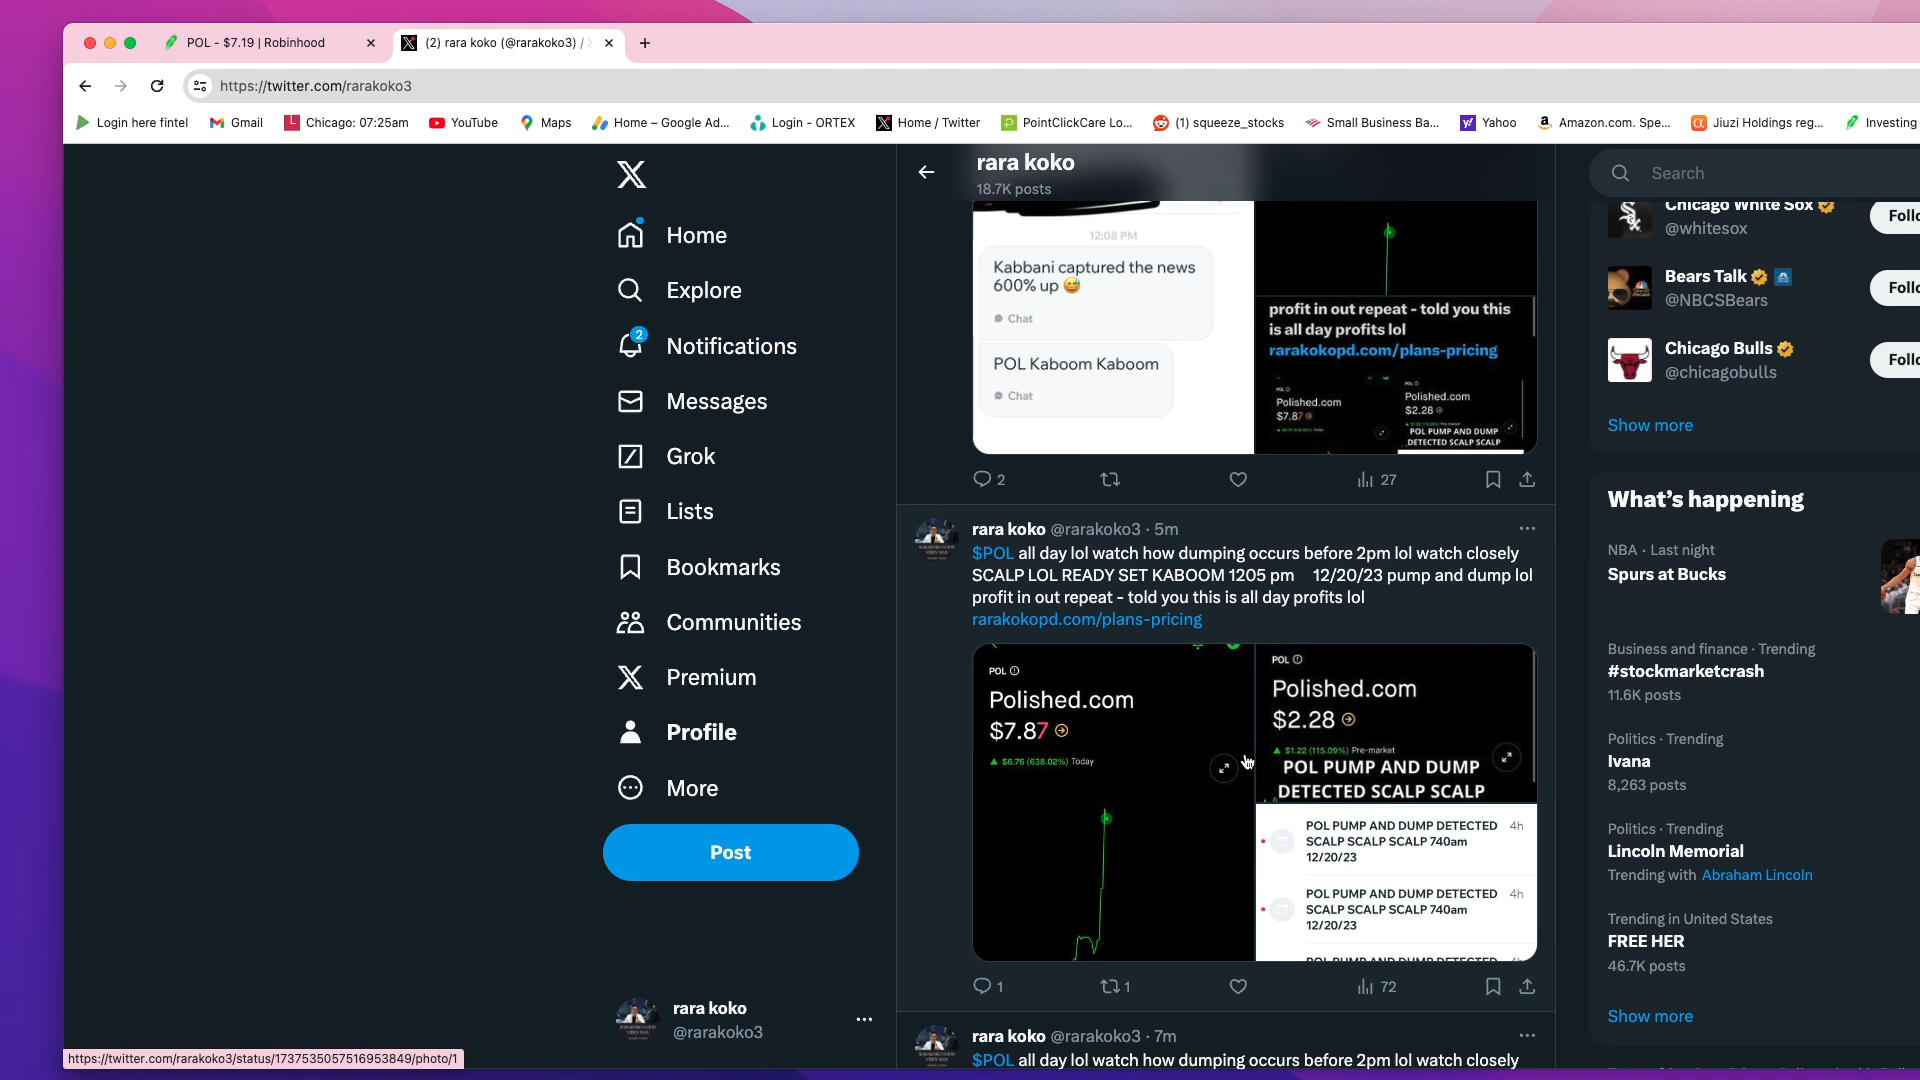 POL - $7.19 | Robinhood
(2) rara koko (@rarakoko3) /
https://twitter.com/rarakoko3
Login here fintel
Gmail
Chicago: 07:25am
YouTube
Maps
Home – Google Ad...
Login - ORTEX
Home / Twitter
PointClickCare Lo...
(1) squeeze_stocks
Small Business Ba...
Yahoo
Amazon.com. Spe...
Jiuzi Holdings reg...
Investing
Home
Explore
2
Notifications
Messages
Grok
Lists
Bookmarks
Communities
Premium
Profile
More
Post
rara koko
@rarakoko3
https://twitter.com/rarakoko3/status/1737535057516953849/photo/1
rara koko
18.7K posts
12:08 PM
Kabbani captured the news
600% up 😅
Chat
POL Kaboom Kaboom
Chat
profit in out repeat - told you this
is all day profits lol
rarakokopd.com/plans-pricing
POL
Polished.com
$7.87
POL
Polished.com
$2.28
POL PUMP AND DUMP
DETECTED SCALP SCALP
2
27
rara koko @rarakoko3 · 5m
$POL all day lol watch how dumping occurs before 2pm lol watch closely
SCALP LOL READY SET KABOOM 1205 pm 12/20/23 pump and dump lol
profit in out repeat - told you this is all day profits lol
rarakokopd.com/plans-pricing
POL
Polished.com
$7.87
$6.76 (638.02%) Today
POL
Polished.com
$2.28
$1.22 (115.09%) Pre-market
POL PUMP AND DUMP
DETECTED SCALP SCALP
POL PUMP AND DUMP DETECTED 4h
SCALP SCALP SCALP 740am
12/20/23
POL PUMP AND DUMP DETECTED 4h
SCALP SCALP SCALP 740am
12/20/23
POL PUMP AND DUMP DETECTED 4h
1
1
72
rara koko @rarakoko3 · 7m
$POL all day lol watch how dumping occurs before 2pm lol watch closely
Search
Chicago White Sox
@whitesox
Follo
Bears Talk
@NBCSBears
Follo
Chicago Bulls
@chicagobulls
Follo
Show more
What's happening
NBA · Last night
Spurs at Bucks
Business and finance · Trending
#stockmarketcrash
11.6K posts
Politics · Trending
Ivana
8,263 posts
Politics · Trending
Lincoln Memorial
Trending with Abraham Lincoln
Trending in United States
FREE HER
46.7K posts
Show more